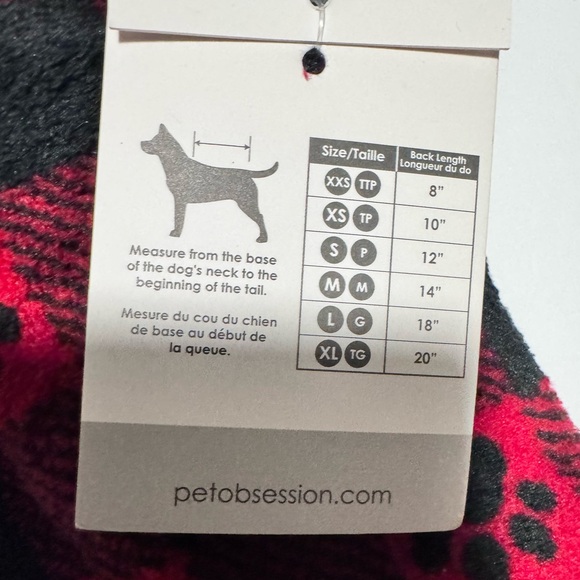 Measure from the base
of the dog's neck to the
beginning of the tail.
Mesure du cou du chien
de base au début de
la queue.
Size/Taille Back Length
Longueur du do
XXS TTP 8"
XS TP 10"
S P 12"
M M 14"
L G 18"
XL TG 20"
petobsession.com